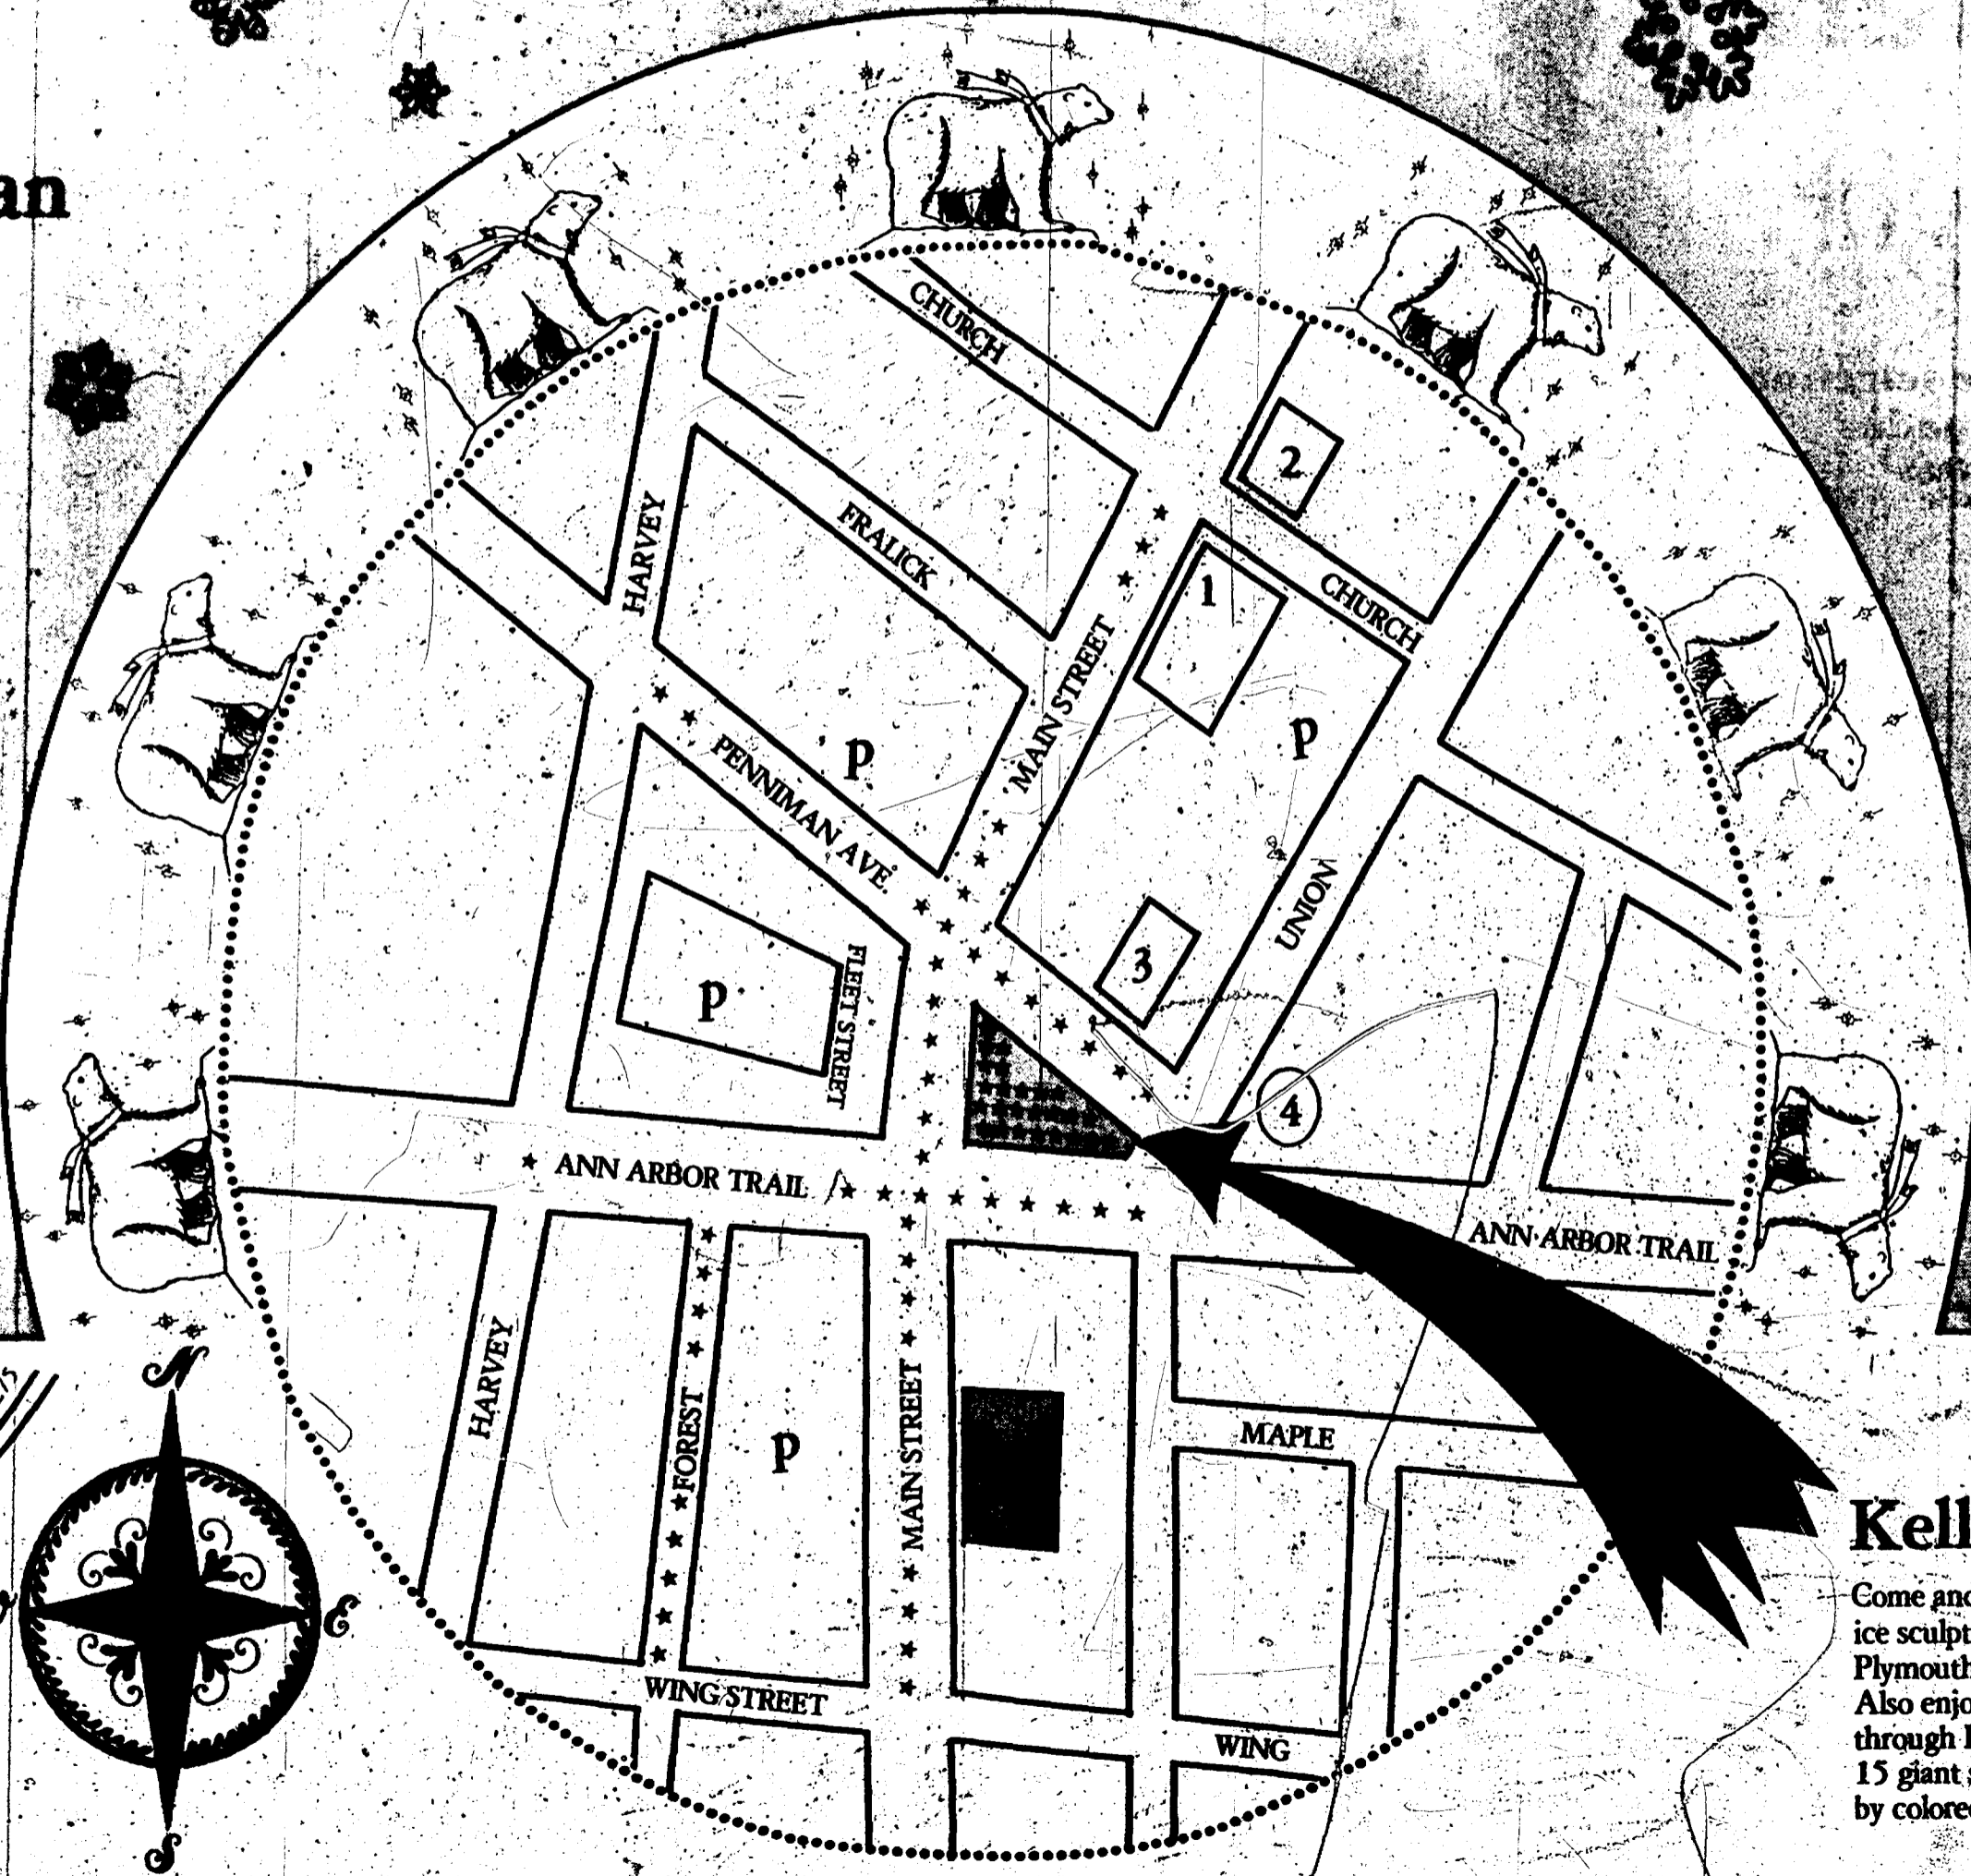 an
CHURCH
2
HARVEY
FRALICK
1
CHURCH
MAIN STREET
p
p
PENNIMAN AVE.
UNION
3
p
FLEET STREET
4
ANN ARBOR TRAIL
ANN ARBOR TRAIL
HARVEY
FOREST
p
MAIN STREET
MAPLE
WING STREET
WING
N
E
S
15
Kell
Come and
ice sculpt
Plymouth
Also enjo
through
15 giant
by colore